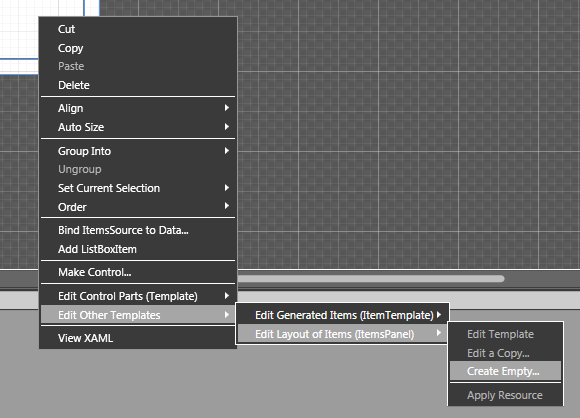 Cut
Copy
Paste
Delete
Align
Auto Size
Group Into
Ungroup
Set Current Selection
Order
Bind ItemsSource to Data...
Add ListBoxItem
Make Control...
Edit Control Parts (Template)
Edit Other Templates
View XAML
Edit Generated Items (ItemTemplate)
Edit Layout of Items (ItemsPanel)
Edit Template
Edit a Copy...
Create Empty...
Apply Resource